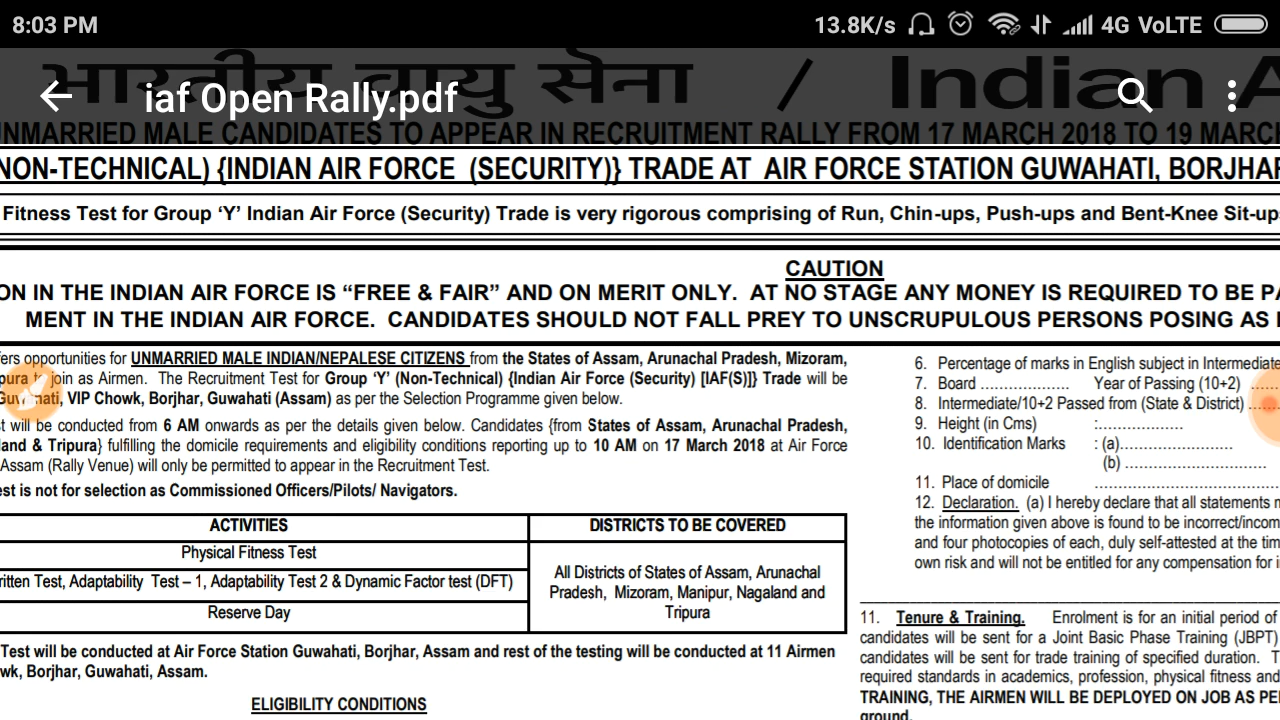 8:03 PM
13.8K/s 4G VoLTE
भारतीय वायु सेना / Indian A
iaf Open Rally.pdf
UNMARRIED MALE CANDIDATES TO APPEAR IN RECRUITMENT RALLY FROM 17 MARCH 2018 TO 19 MARCH
NON-TECHNICAL) {INDIAN AIR FORCE (SECURITY)} TRADE AT AIR FORCE STATION GUWAHATI, BORJHAR
Fitness Test for Group ‘Y’ Indian Air Force (Security) Trade is very rigorous comprising of Run, Chin-ups, Push-ups and Bent-Knee Sit-ups
CAUTION
ON IN THE INDIAN AIR FORCE IS “FREE & FAIR” AND ON MERIT ONLY. AT NO STAGE ANY MONEY IS REQUIRED TO BE PA
MENT IN THE INDIAN AIR FORCE. CANDIDATES SHOULD NOT FALL PREY TO UNSCRUPULOUS PERSONS POSING AS
fers opportunities for UNMARRIED MALE INDIAN/NEPALESE CITIZENS from the States of Assam, Arunachal Pradesh, Mizoram,
pura to join as Airmen. The Recruitment Test for Group ‘Y’ (Non-Technical) {Indian Air Force (Security) [IAF(S)]} Trade will be
Guwahati, VIP Chowk, Borjhar, Guwahati (Assam) as per the Selection Programme given below.
st will be conducted from 6 AM onwards as per the details given below. Candidates {from States of Assam, Arunachal Pradesh,
land & Tripura} fulfilling the domicile requirements and eligibility conditions reporting up to 10 AM on 17 March 2018 at Air Force
Assam (Rally Venue) will only be permitted to appear in the Recruitment Test.
est is not for selection as Commissioned Officers/Pilots/ Navigators.
ACTIVITIES
DISTRICTS TO BE COVERED
Physical Fitness Test
ritten Test, Adaptability Test – 1, Adaptability Test 2 & Dynamic Factor test (DFT)
Reserve Day
All Districts of States of Assam, Arunachal
Pradesh, Mizoram, Manipur, Nagaland and
Tripura
Test will be conducted at Air Force Station Guwahati, Borjhar, Assam and rest of the testing will be conducted at 11 Airmen
wk, Borjhar, Guwahati, Assam.
ELIGIBILITY CONDITIONS
6. Percentage of marks in English subject in Intermediate
7. Board ................... Year of Passing (10+2) ......
8. Intermediate/10+2 Passed from (State & District) ......
9. Height (in Cms) :..................
10. Identification Marks : (a)........................
(b) ..............................
11. Place of domicile ........................................
12. Declaration. (a) I hereby declare that all statements
the information given above is found to be incorrect/incom
and four photocopies of each, duly self-attested at the tim
own risk and will not be entitled for any compensation for
11. Tenure & Training. Enrolment is for an initial period of
candidates will be sent for a Joint Basic Phase Training (JBPT)
candidates will be sent for trade training of specified duration. T
required standards in academics, profession, physical fitness and
TRAINING, THE AIRMEN WILL BE DEPLOYED ON JOB AS PE
ground.